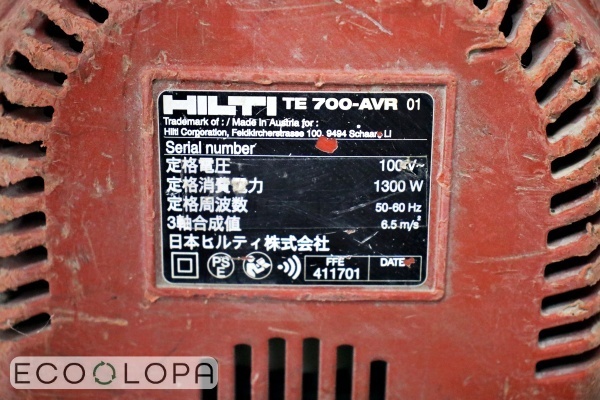 HILTI TE 700-AVR 01
Trademark of : / Made in Austria for :
Hilti Corporation, Feldkircherstrasse 100, 9494 Schaan, LI
Serial number
定格電圧 100V~
定格消費電力 1300 W
定格周波数 50-60 Hz
3軸合成値 6.5 m/s²
日本ヒルティ株式会社
PS E FFE DATE
411701
ECOOLOPA